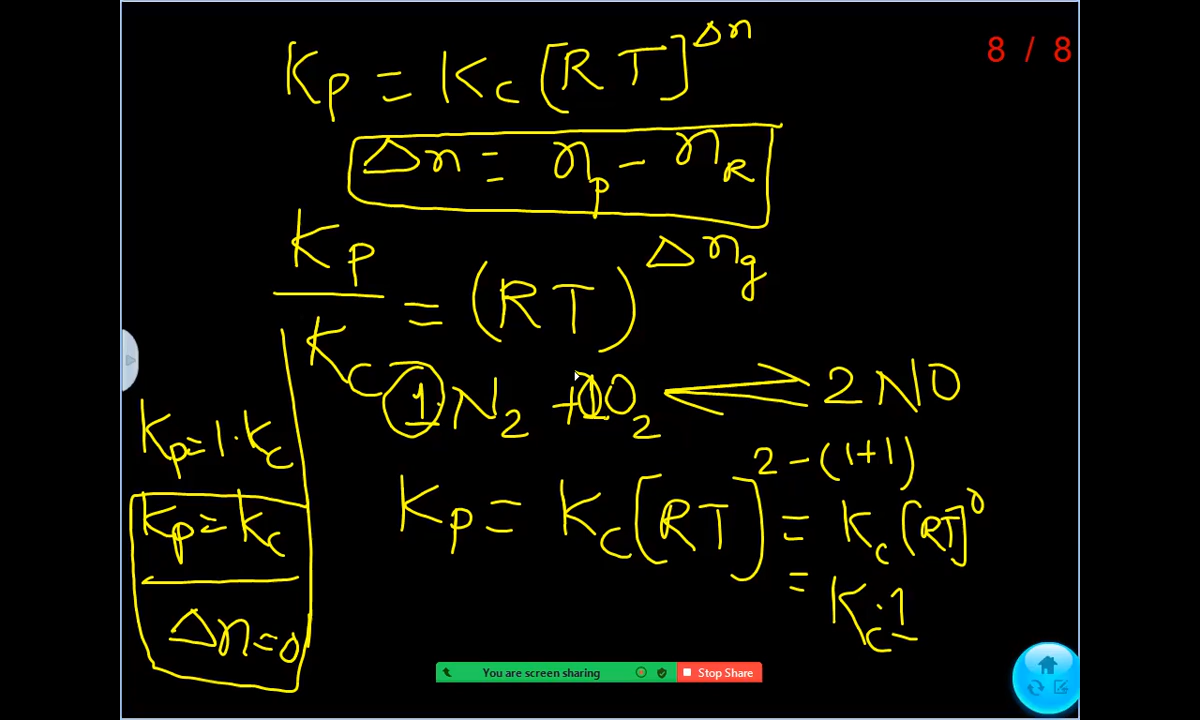 8 / 8
Kp = Kc [RT]^Δn
Δn = np - nR
Kp/Kc = (RT)^Δng
1 N2 + 1 O2 ⇌ 2NO
Kp = Kc [RT]^2-(1+1) = Kc [RT]^0
= Kc.1
Kp = 1.Kc
Kp = Kc
Δn = 0
You are screen sharing
Stop Share